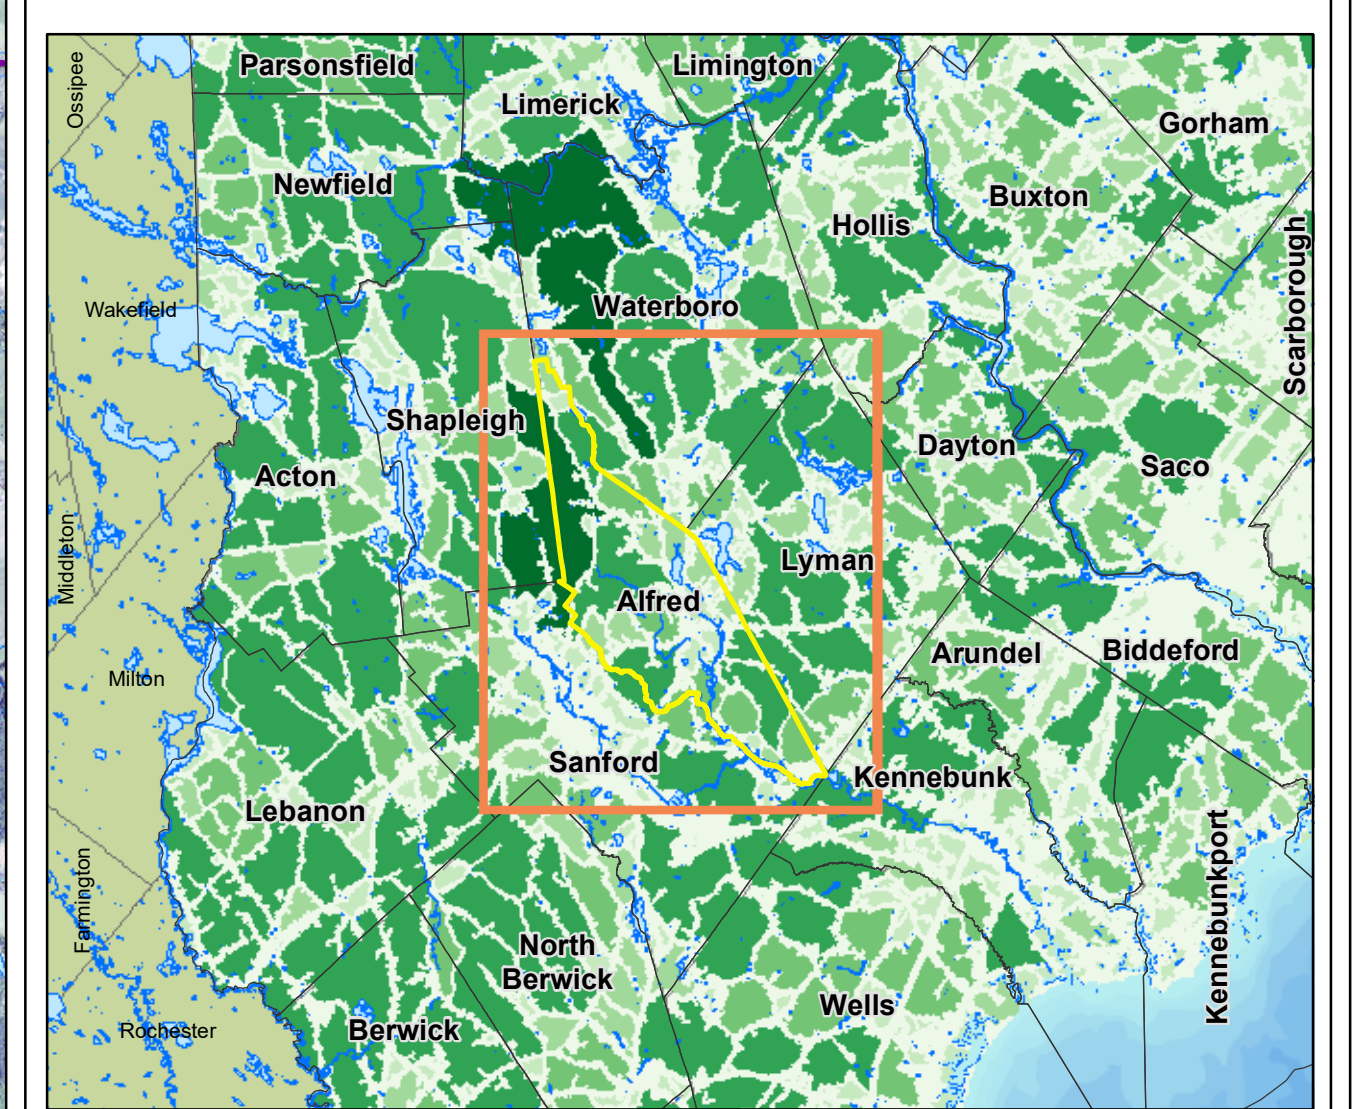 Ossipee
Parsonsfield
Limington
Limerick
Gorham
Newfield
Buxton
Hollis
Scarborough
Wakefield
Waterboro
Shapleigh
Dayton
Acton
Saco
Middleton
Lyman
Alfred
Arundel
Biddeford
Milton
Sanford
Kennebunk
Lebanon
Kennebunkport
Farmington
North
Berwick
Wells
Rochester
Berwick